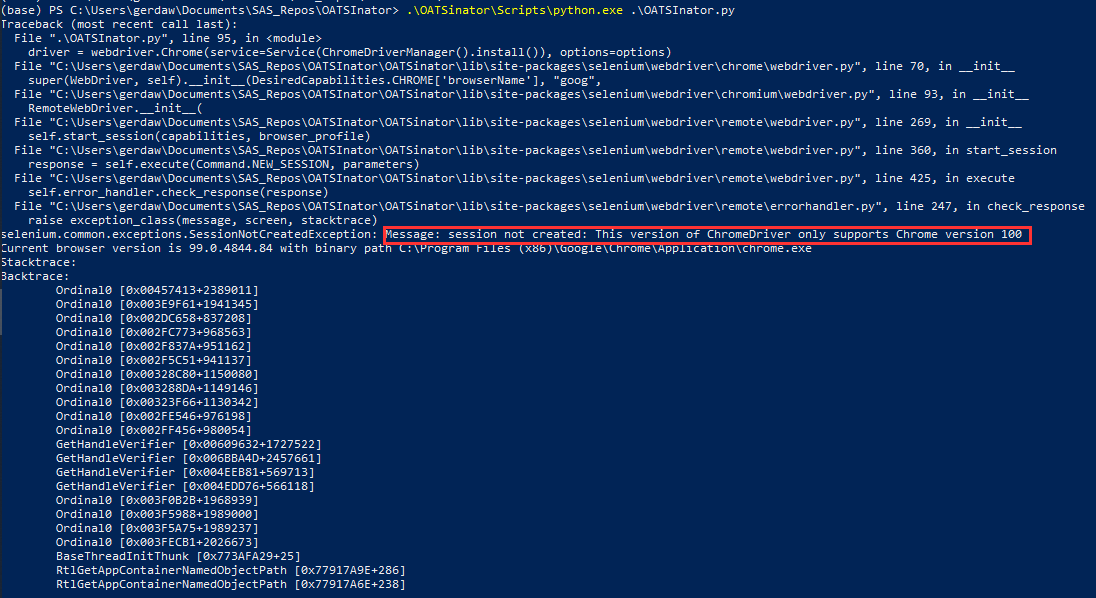 (base) PS C:\Users\gerdaw\Documents\SAS_Repos\OATSInator> .\OATSinator\Scripts\python.exe .\OATSInator.py
Traceback (most recent call last):
  File ".\OATSInator.py", line 95, in <module>
    driver = webdriver.Chrome(service=Service(ChromeDriverManager().install()), options=options)
  File "C:\Users\gerdaw\Documents\SAS_Repos\OATSInator\OATSInator\lib\site-packages\selenium\webdriver\chrome\webdriver.py", line 70, in __init__
    super(WebDriver, self).__init__(DesiredCapabilities.CHROME['browserName'], "goog",
  File "C:\Users\gerdaw\Documents\SAS_Repos\OATSInator\OATSInator\lib\site-packages\selenium\webdriver\chromium\webdriver.py", line 93, in __init__
    RemoteWebDriver.__init__(
  File "C:\Users\gerdaw\Documents\SAS_Repos\OATSInator\OATSInator\lib\site-packages\selenium\webdriver\remote\webdriver.py", line 269, in __init__
    self.start_session(capabilities, browser_profile)
  File "C:\Users\gerdaw\Documents\SAS_Repos\OATSInator\OATSInator\lib\site-packages\selenium\webdriver\remote\webdriver.py", line 360, in start_session
    response = self.execute(Command.NEW_SESSION, parameters)
  File "C:\Users\gerdaw\Documents\SAS_Repos\OATSInator\OATSInator\lib\site-packages\selenium\webdriver\remote\webdriver.py", line 425, in execute
    self.error_handler.check_response(response)
  File "C:\Users\gerdaw\Documents\SAS_Repos\OATSInator\OATSInator\lib\site-packages\selenium\webdriver\remote\errorhandler.py", line 247, in check_response
    raise exception_class(message, screen, stacktrace)
selenium.common.exceptions.SessionNotCreatedException: Message: session not created: This version of ChromeDriver only supports Chrome version 100
Current browser version is 99.0.4844.84 with binary path C:\Program Files (x86)\Google\Chrome\Application\chrome.exe
Stacktrace:
Backtrace:
        Ordinal0 [0x00457413+2389011]
        Ordinal0 [0x003E9F61+1941345]
        Ordinal0 [0x002DC658+837208]
        Ordinal0 [0x002FC773+968563]
        Ordinal0 [0x002F837A+951162]
        Ordinal0 [0x002F5C51+941137]
        Ordinal0 [0x00328C80+1150080]
        Ordinal0 [0x003288DA+1149146]
        Ordinal0 [0x00323F66+1130342]
        Ordinal0 [0x002FE546+976198]
        Ordinal0 [0x002FF456+980054]
        GetHandleVerifier [0x00609632+1727522]
        GetHandleVerifier [0x006BBA4D+2457661]
        GetHandleVerifier [0x004EEB81+569713]
        GetHandleVerifier [0x004EDD76+566118]
        Ordinal0 [0x003F0B2B+1968939]
        Ordinal0 [0x003F5988+1989000]
        Ordinal0 [0x003F5A75+1989237]
        Ordinal0 [0x003FECB1+2026673]
        BaseThreadInitThunk [0x773AFA29+25]
        RtlGetAppContainerNamedObjectPath [0x77917A9E+286]
        RtlGetAppContainerNamedObjectPath [0x77917A6E+238]